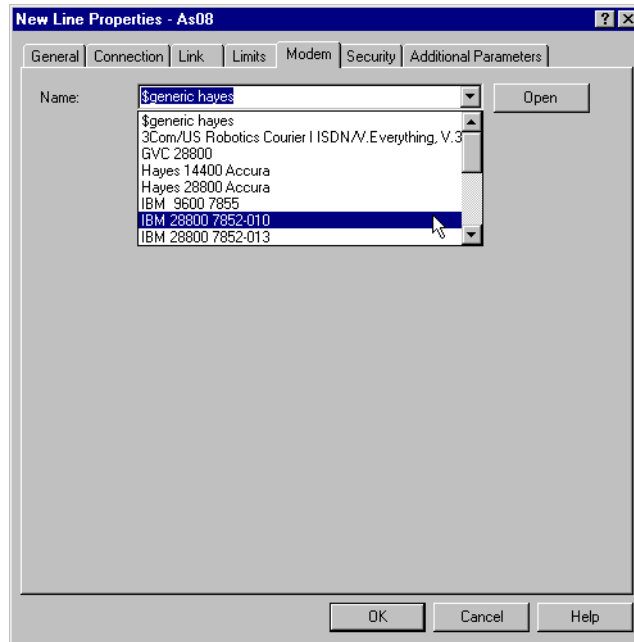 New Line Properties - As08
General Connection Link Limits Modem Security Additional Parameters
Name: $generic hayes Open
$generic hayes
3Com/US Robotics Courier I ISDN/V.Everything, V.3
GVC 28800
Hayes 14400 Accura
Hayes 28800 Accura
IBM 9600 7855
IBM 28800 7852-010
IBM 28800 7852-013
OK Cancel Help